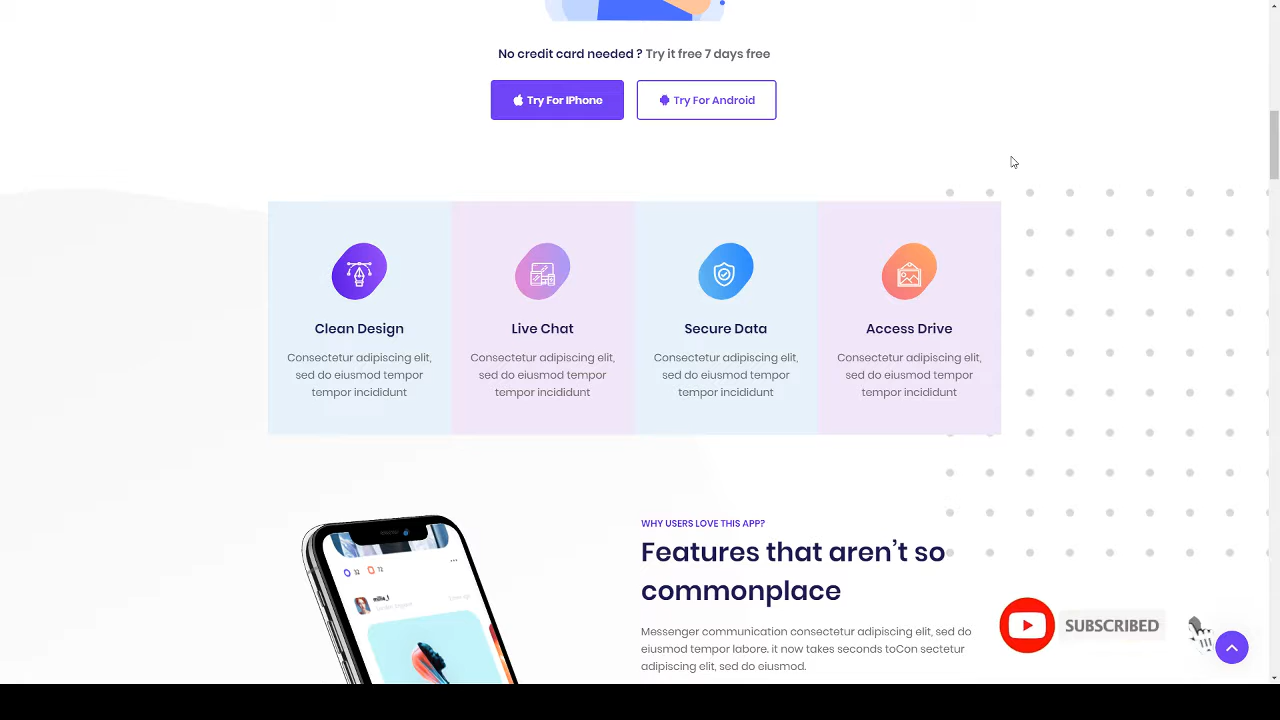 No credit card needed ? Try it free 7 days free
Try For IPhone
Try For Android
Clean Design
Consectetur adipiscing elit,
sed do eiusmod tempor
tempor incididunt
Live Chat
Consectetur adipiscing elit,
sed do eiusmod tempor
tempor incididunt
Secure Data
Consectetur adipiscing elit,
sed do eiusmod tempor
tempor incididunt
Access Drive
Consectetur adipiscing elit,
sed do eiusmod tempor
tempor incididunt
32 72
WHY USERS LOVE THIS APP?
Features that aren’t so
commonplace
Messenger communication consectetur adipiscing elit, sed do
eiusmod tempor labore. it now takes seconds toCon sectetur
adipiscing elit, sed do eiusmod.
SUBSCRIBED